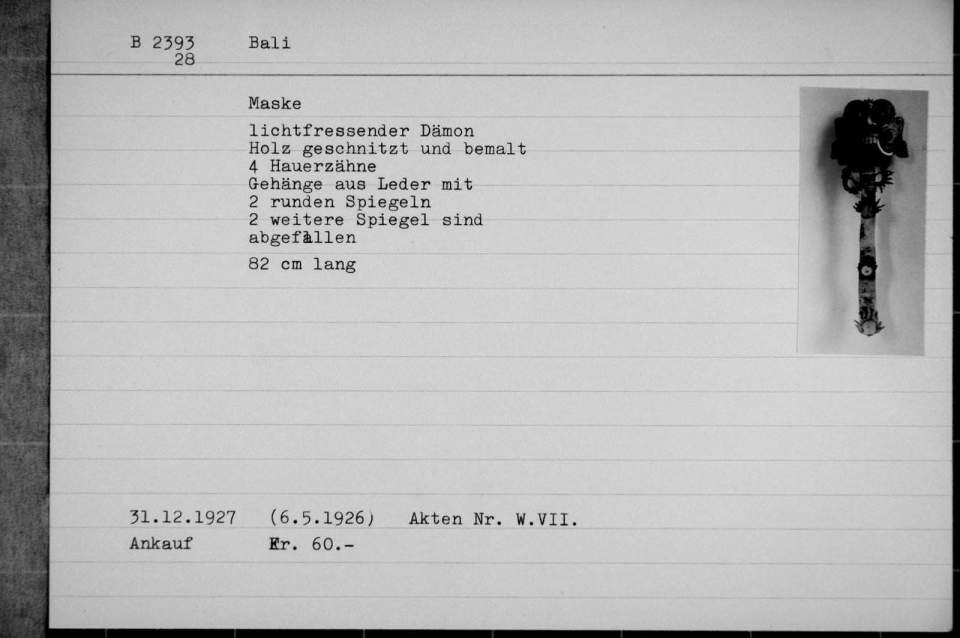 B 2393 Bali
28
Maske
lichtfressender Dämon
Holz geschnitzt und bemalt
4 Hauerzähne
Gehänge aus Leder mit
2 runden Spiegeln
2 weitere Spiegel sind
abgefallen
82 cm lang
31.12.1927 (6.5.1926) Akten Nr. W.VII.
Ankauf Fr. 60.-